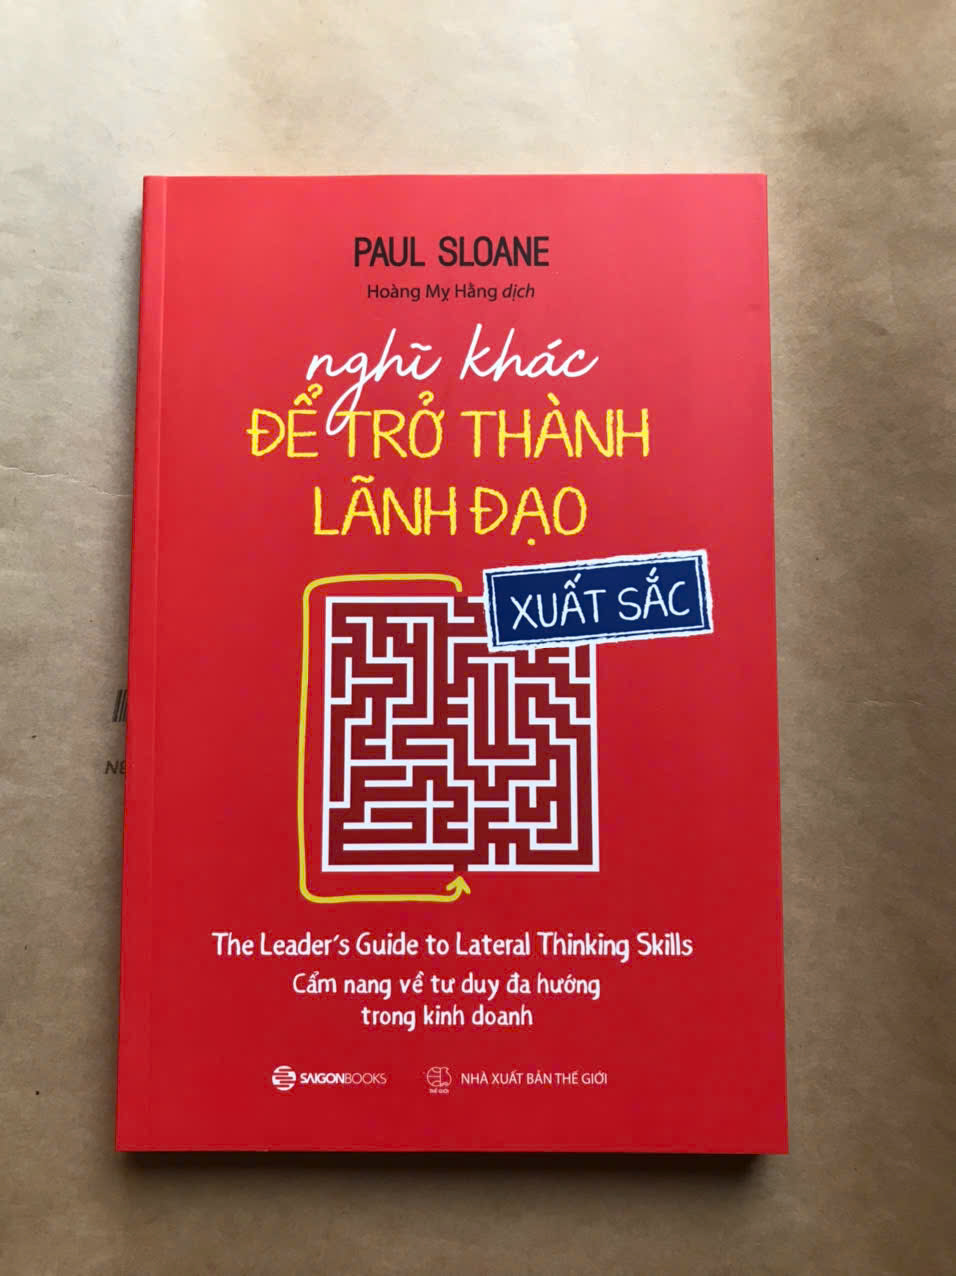 PAUL SLOANE
Hoàng Mỵ Hằng dịch
nghĩ khác
ĐỂ TRỞ THÀNH
LÃNH ĐẠO
XUẤT SẮC
The Leader's Guide to Lateral Thinking Skills
Cẩm nang về tư duy đa hướng
trong kinh doanh
SAIGONBOOKS
THẾ GIỚI
NHÀ XUẤT BẢN THẾ GIỚI